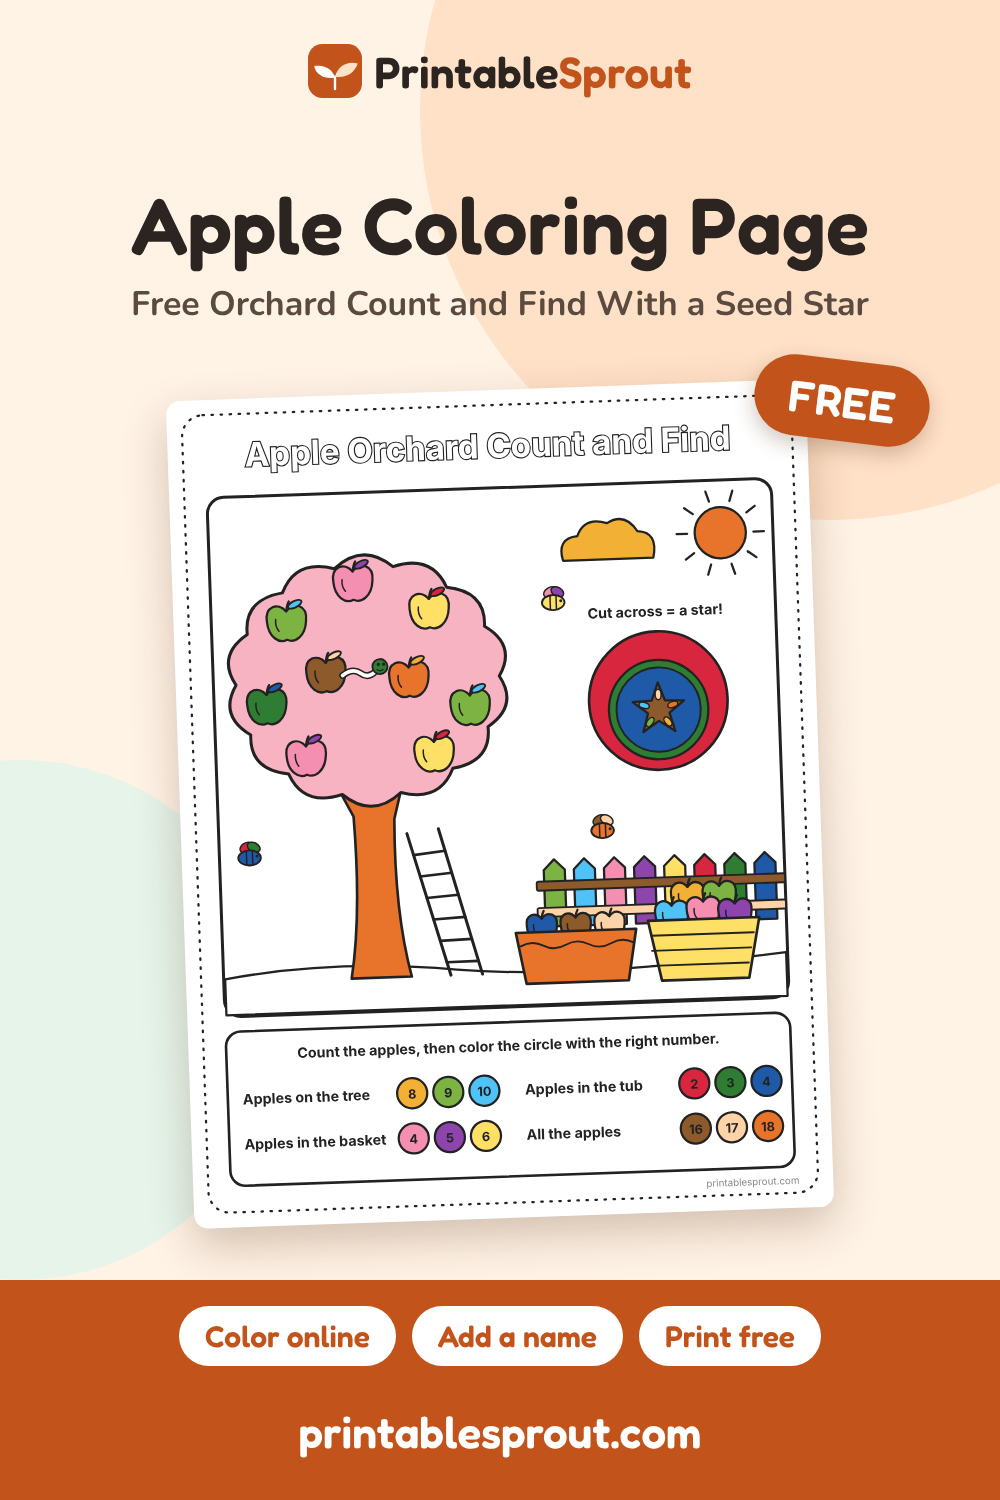 PrintableSprout
Apple Coloring Page
Free Orchard Count and Find With a Seed Star
FREE
Apple Orchard Count and Find
Cut across = a star!
Count the apples, then color the circle with the right number.
Apples on the tree 8 9 10
Apples in the tub 2 3 4
Apples in the basket 4 5 6
All the apples 16 17 18
printablesprout.com
Color online
Add a name
Print free
printablesprout.com